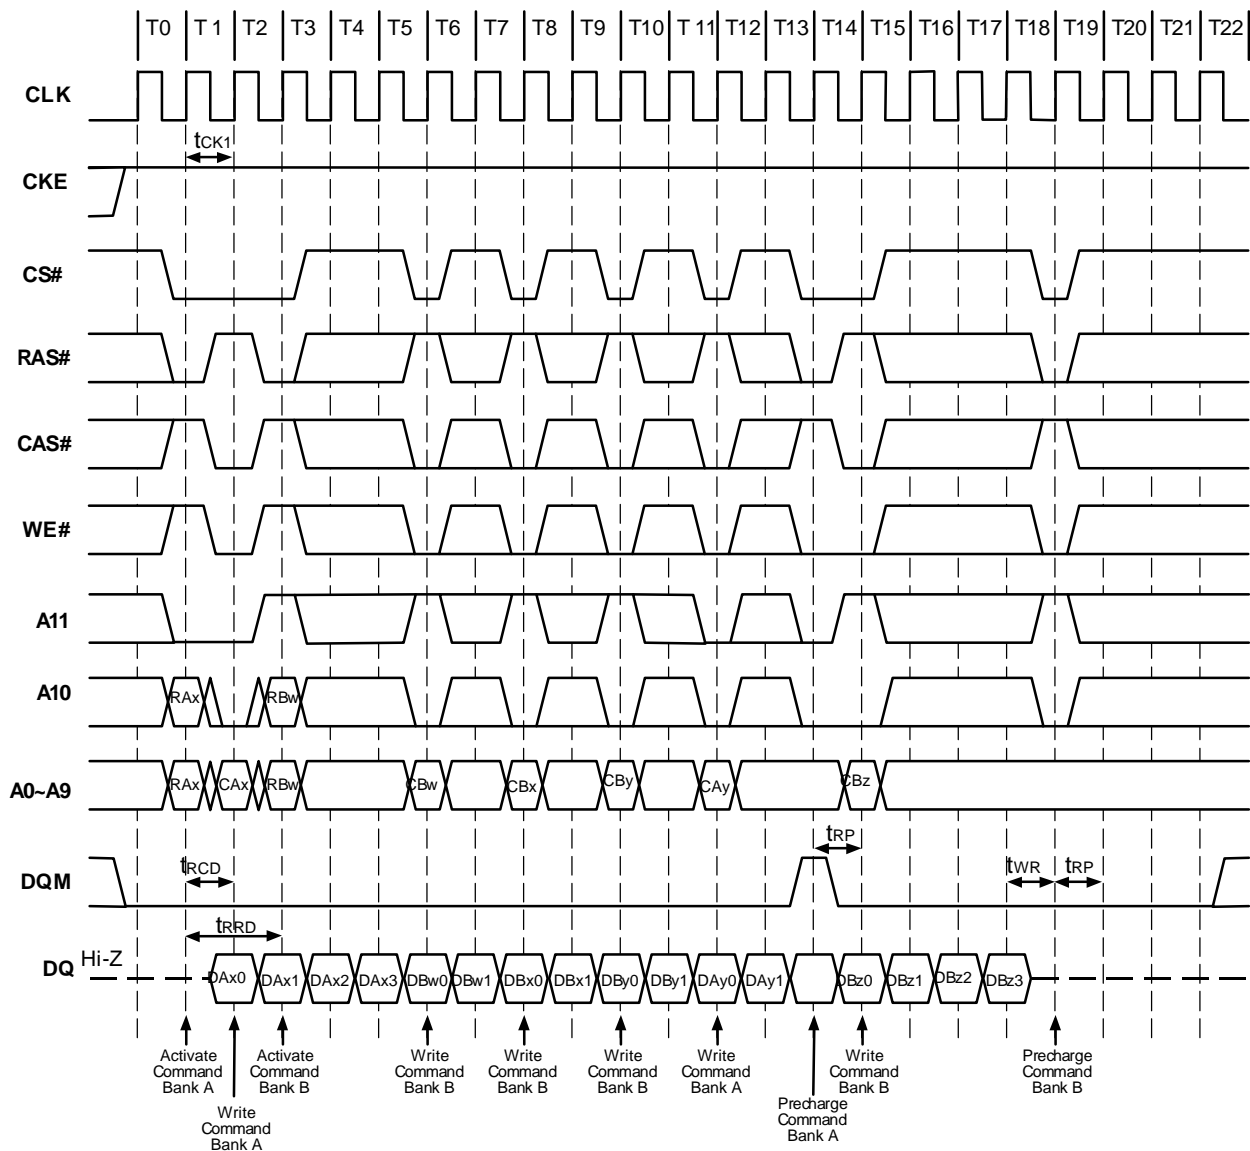 T0 T 1 T2 T3 T4 T5 T6 T7 T8 T9 T10 T 11 T12 T13 T14 T15 T16 T17 T18 T19 T20 T21 T22
CLK
tCK1
CKE
CS#
RAS#
CAS#
WE#
A11
A10 RAx RBw
A0~A9 RAx CAx RBw CBw CBx CBy CAy CBz
tRP
DQM tRCD tWR tRP
tRRD
DQ Hi-Z DAx0 DAx1 DAx2 DAx3 DBw0 DBw1 DBx0 DBx1 DBy0 DBy1 DAy0 DAy1 DBz0 DBz1 DBz2 DBz3
Activate
Command
Bank A
Write
Command
Bank A
Activate
Command
Bank B
Write
Command
Bank B
Write
Command
Bank B
Write
Command
Bank B
Write
Command
Bank A
Precharge
Command
Bank A
Write
Command
Bank B
Precharge
Command
Bank B